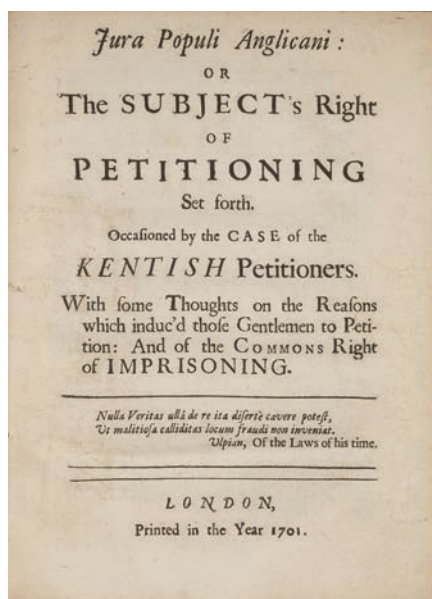 Jura Populi Anglicani:
OR
The SUBJECT's Right
OF
PETITIONING
Set forth.
Occaſioned by the CASE of the
KENTISH Petitioners.
With ſome Thoughts on the Reaſons
which induc'd thoſe Gentlemen to Peti-
tion: And of the COMMONS Right
of IMPRISONING.
Nulla Veritas ullâ de re ita diſertè cavere poteſt,
Ut malitioſa calliditas locum fraudi non inveniat.
Ulpian, Of the Laws of his time.
LONDON,
Printed in the Year 1701.